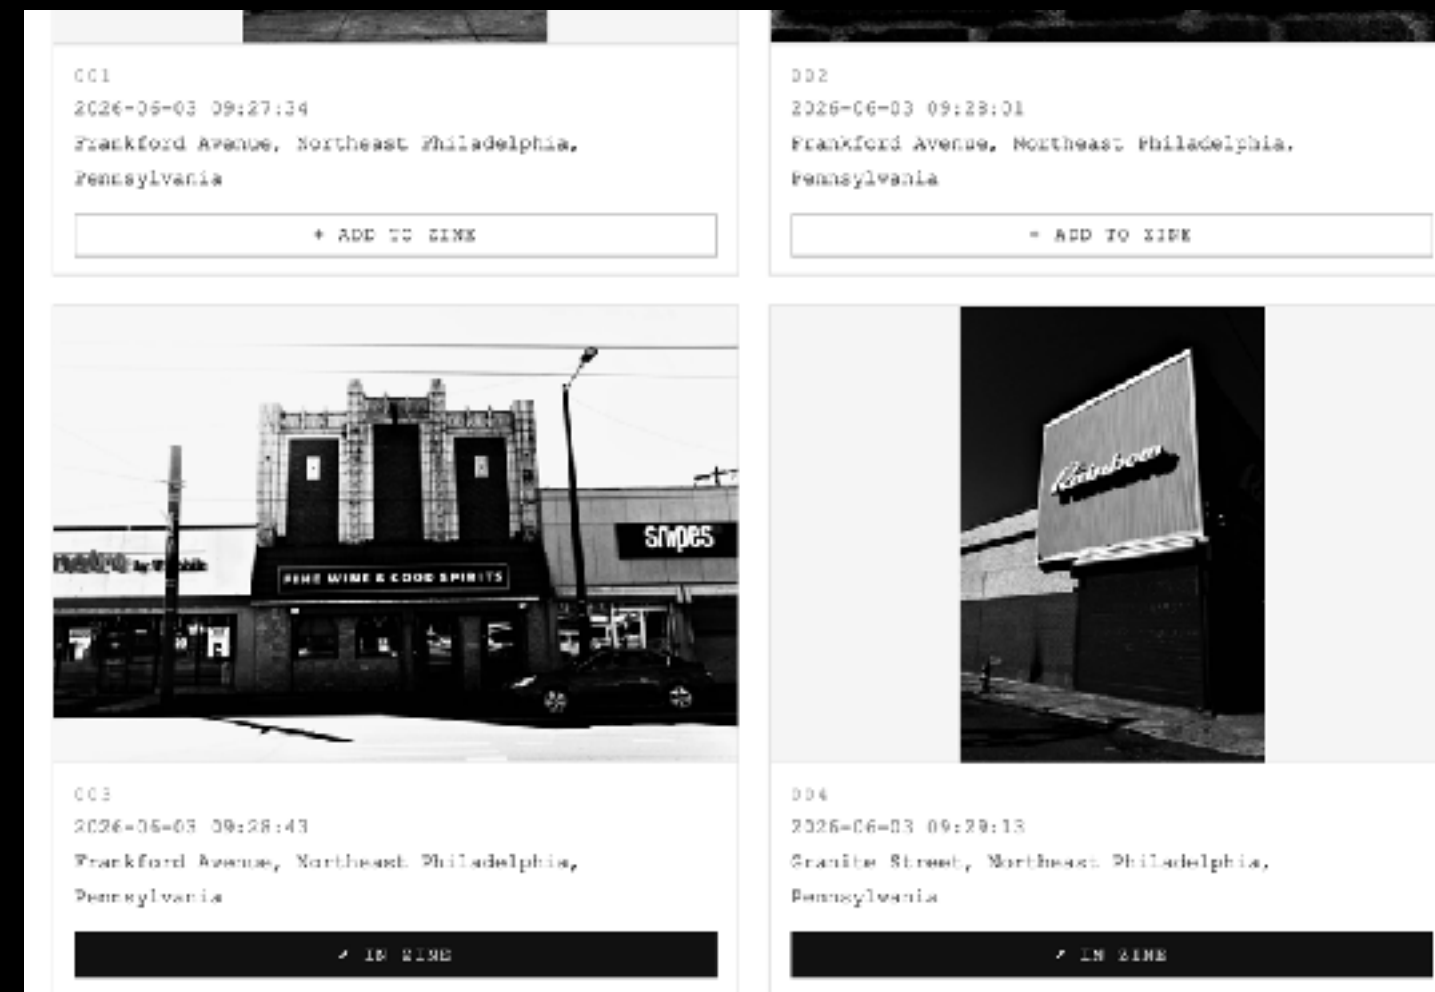 001
2026-06-03 09:27:34
Frankford Avenue, Northeast Philadelphia,
Pennsylvania
+ ADD TO ZINE
002
2026-06-03 09:28:01
Frankford Avenue, Northeast Philadelphia,
Pennsylvania
+ ADD TO ZINE
metro by T-Mobile
snipes
FINE WINE & GOOD SPIRITS
Rainbow
003
2026-06-03 09:28:43
Frankford Avenue, Northeast Philadelphia,
Pennsylvania
✓ IN ZINE
004
2026-06-03 09:29:13
Granite Street, Northeast Philadelphia,
Pennsylvania
✓ IN ZINE